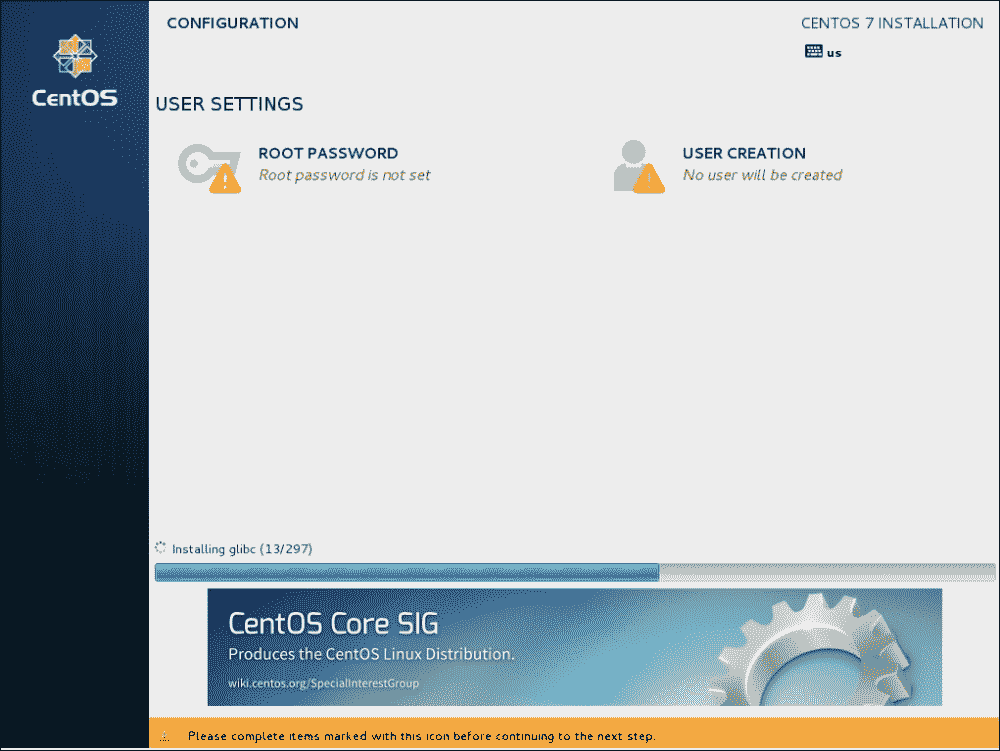 CONFIGURATION
CENTOS 7 INSTALLATION
us
CentOS
USER SETTINGS
ROOT PASSWORD
Root password is not set
USER CREATION
No user will be created
Installing glibc (13/297)
CentOS Core SIG
Produces the CentOS Linux Distribution.
wiki.centos.org/SpecialInterestGroup
Please complete items marked with this icon before continuing to the next step.